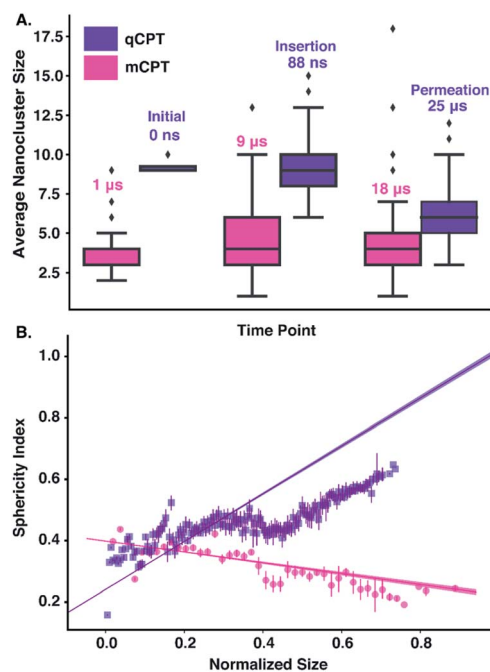 A.
Average Nanocluster Size
17.5
15.0
12.5
10.0
7.5
5.0
2.5
qCPT
mCPT
Initial
0 ns
Insertion
88 ns
Permeation
25 μs
1 μs
9 μs
18 μs
Time Point
B.
Sphericity Index
1.0
0.8
0.6
0.4
0.2
0.0
0.2
0.4
0.6
0.8
Normalized Size